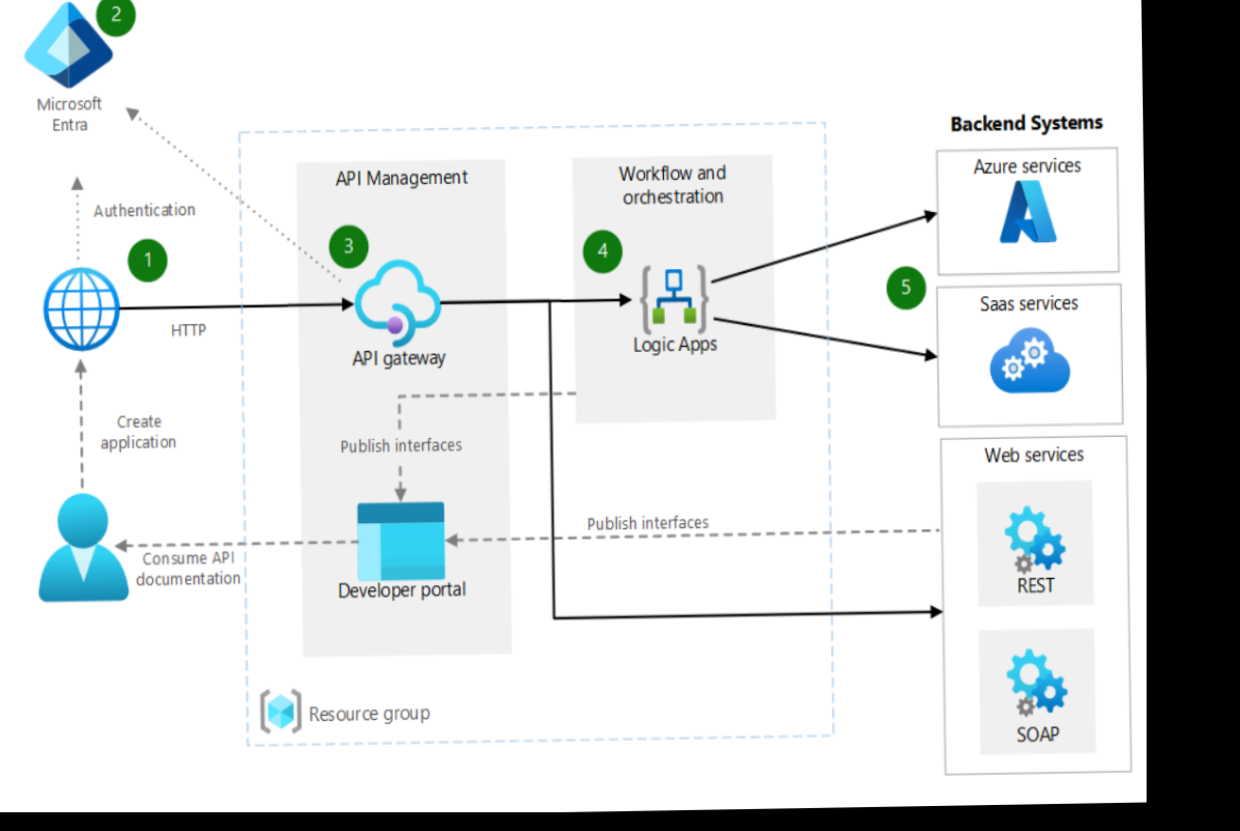 2
Microsoft
Entra
Backend Systems
Azure services
API Management
Workflow and
orchestration
Authentication
1
3
4
5
Saas services
HTTP
API gateway
Logic Apps
Create
application
Publish interfaces
Web services
Publish interfaces
Consume API
documentation
Developer portal
REST
Resource group
SOAP